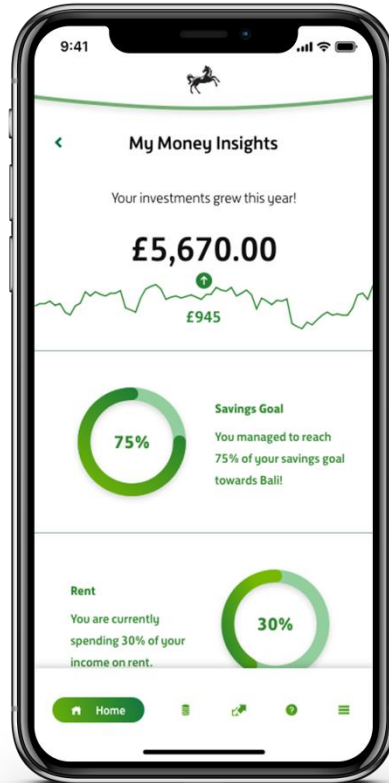 9:41
My Money Insights
Your investments grew this year!
£5,670.00
£945
75%
Savings Goal
You managed to reach
75% of your savings goal
towards Bali!
Rent
You are currently
spending 30% of your
income on rent.
30%
Home